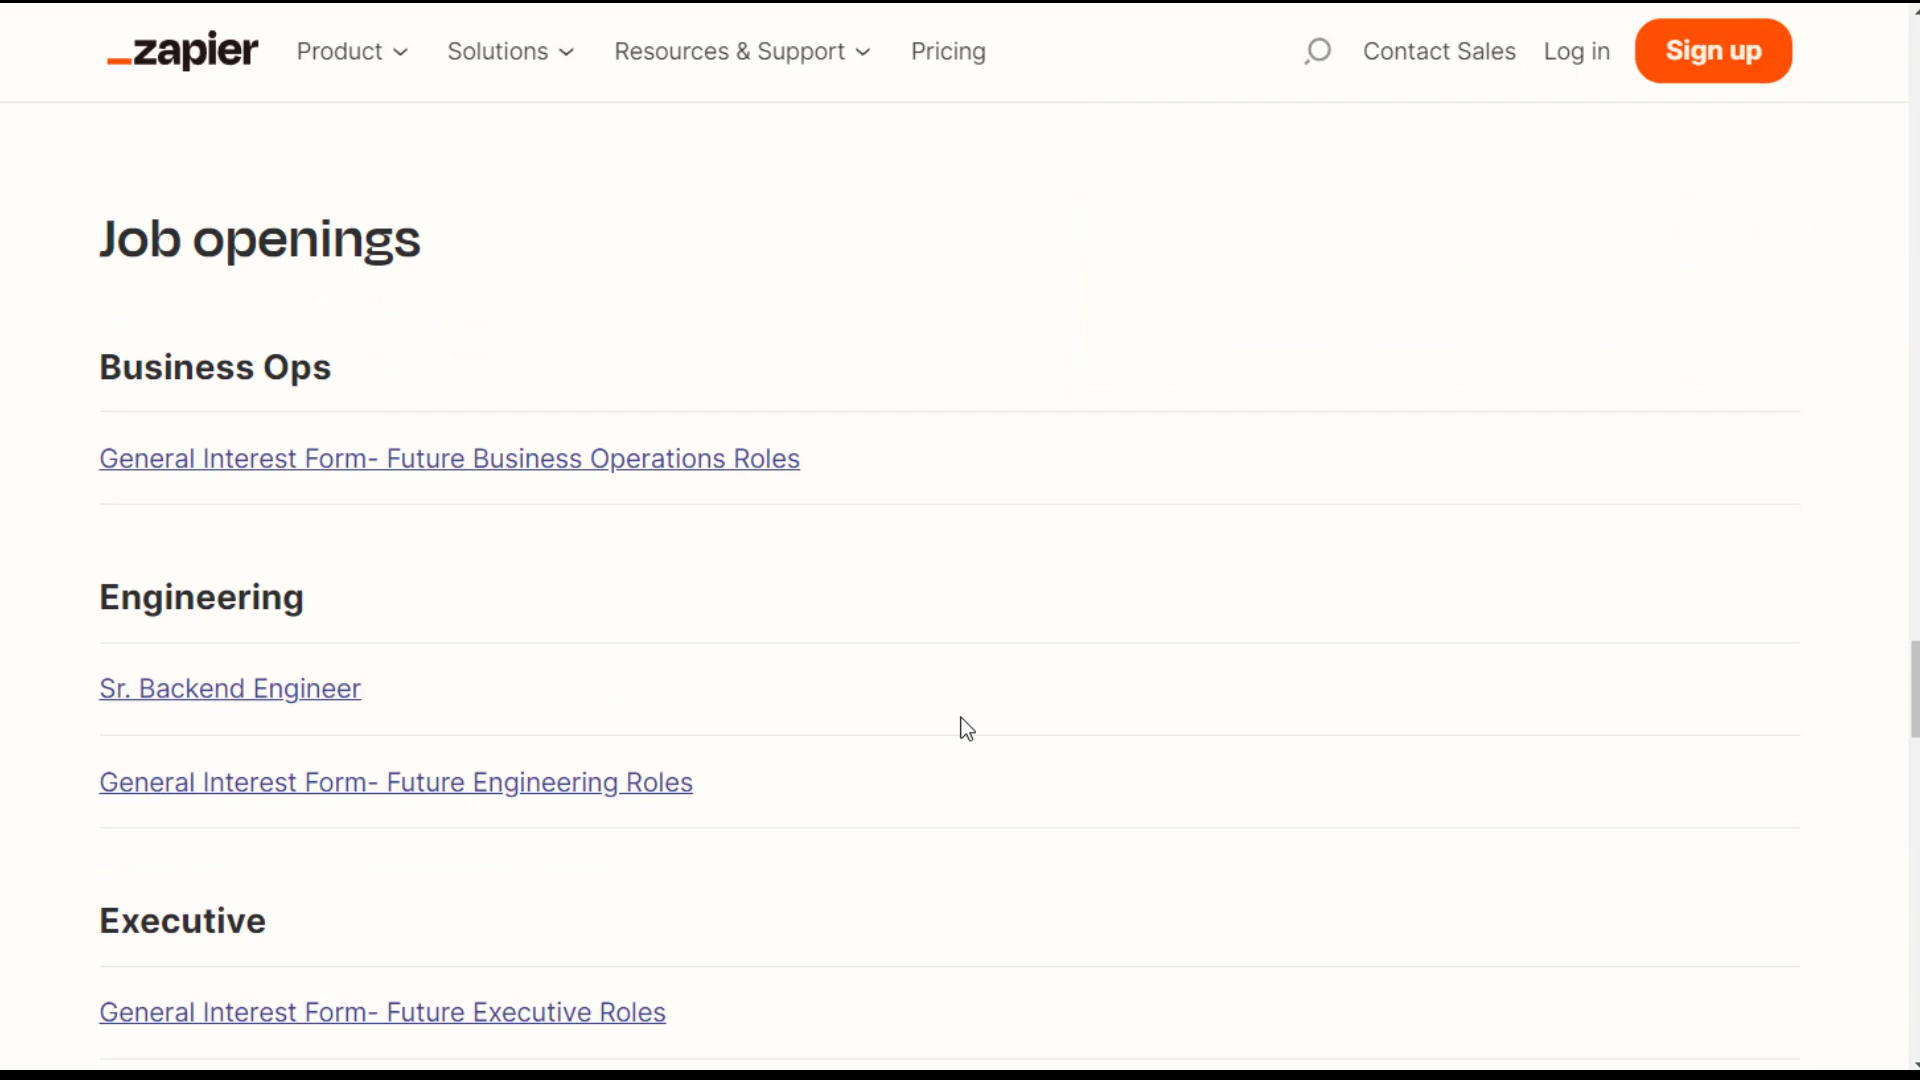 zapier Product Solutions Resources & Support Pricing Contact Sales Log in Sign up
Job openings
Business Ops
General Interest Form- Future Business Operations Roles
Engineering
Sr. Backend Engineer
General Interest Form- Future Engineering Roles
Executive
General Interest Form- Future Executive Roles